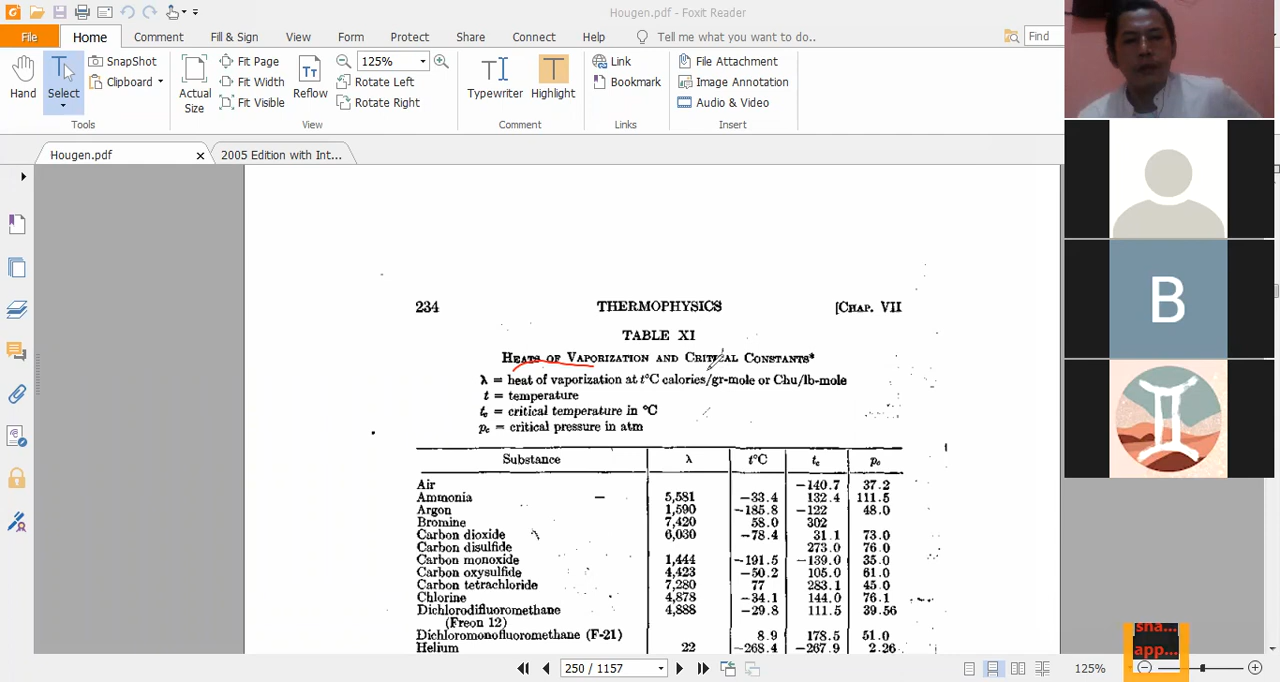 Hougen.pdf - Foxit Reader
File Home Comment Fill & Sign View Form Protect Share Connect Help Tell me what you want to do.. Find
Hand
Select
SnapShot
Clipboard
Actual Size
Fit Page
Fit Width
Fit Visible
Reflow
125%
Rotate Left
Rotate Right
Typewriter
Highlight
Link
Bookmark
File Attachment
Image Annotation
Audio & Video
Tools View Comment Links Insert
Hougen.pdf 2005 Edition with Int...
B
234 THERMOPHYSICS [CHAP. VII
TABLE XI
HEATS OF VAPORIZATION AND CRITICAL CONSTANTS*
λ = heat of vaporization at t°C calories/gr-mole or Chu/lb-mole
t = temperature
tc = critical temperature in °C
pc = critical pressure in atm
Substance λ t°C tc pc
Air −140.7 37.2
Ammonia 5,581 −33.4 132.4 111.5
Argon 1,590 −185.8 −122 48.0
Bromine 7,420 58.0 302
Carbon dioxide 6,030 −78.4 31.1 73.0
Carbon disulfide 273.0 76.0
Carbon monoxide 1,444 −191.5 −139.0 35.0
Carbon oxysulfide 4,423 −50.2 105.0 61.0
Carbon tetrachloride 7,280 77 283.1 45.0
Chlorine 4,878 −34.1 144.0 76.1
Dichlorodifluoromethane 4,888 −29.8 111.5 39.56
(Freon 12)
Dichloromonofluoromethane (F-21) 8.9 178.5 51.0
Helium 22 −268.4 −267.9 2.26
sha...
app...
250 / 1157 125%